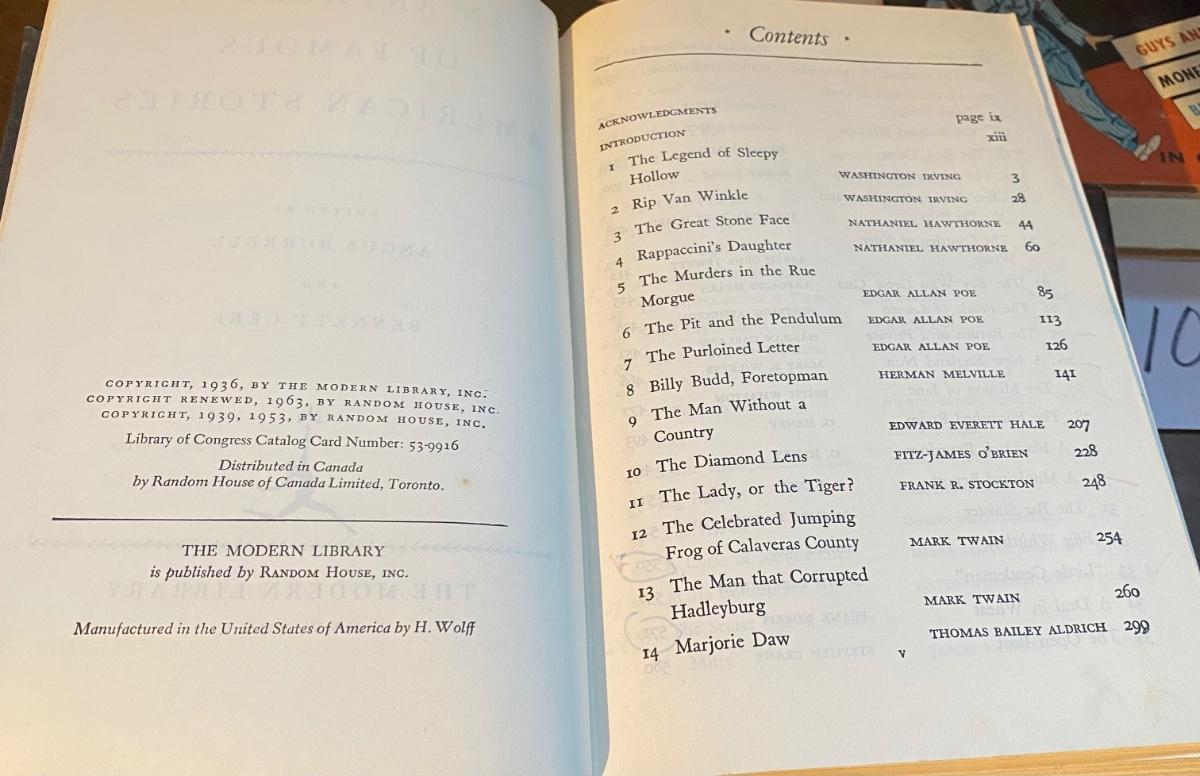 COPYRIGHT, 1936, BY THE MODERN LIBRARY, INC.
COPYRIGHT RENEWED, 1963, BY RANDOM HOUSE, INC.
COPYRIGHT, 1939, 1953, BY RANDOM HOUSE, INC.
Library of Congress Catalog Card Number: 53-9916
Distributed in Canada
by Random House of Canada Limited, Toronto.
THE MODERN LIBRARY
is published by RANDOM HOUSE, INC.
Manufactured in the United States of America by H. Wolff
· Contents ·
ACKNOWLEDGMENTS page ix
INTRODUCTION xiii
1 The Legend of Sleepy
Hollow WASHINGTON IRVING 3
2 Rip Van Winkle WASHINGTON IRVING 28
3 The Great Stone Face NATHANIEL HAWTHORNE 44
4 Rappaccini's Daughter NATHANIEL HAWTHORNE 60
5 The Murders in the Rue
Morgue EDGAR ALLAN POE 85
6 The Pit and the Pendulum EDGAR ALLAN POE 113
7 The Purloined Letter EDGAR ALLAN POE 126
8 Billy Budd, Foretopman HERMAN MELVILLE 141
9 The Man Without a
Country EDWARD EVERETT HALE 207
10 The Diamond Lens FITZ-JAMES O'BRIEN 228
11 The Lady, or the Tiger? FRANK R. STOCKTON 248
12 The Celebrated Jumping
Frog of Calaveras County MARK TWAIN 254
13 The Man that Corrupted
Hadleyburg MARK TWAIN 260
14 Marjorie Daw THOMAS BAILEY ALDRICH 299
v
GUYS
IN
10